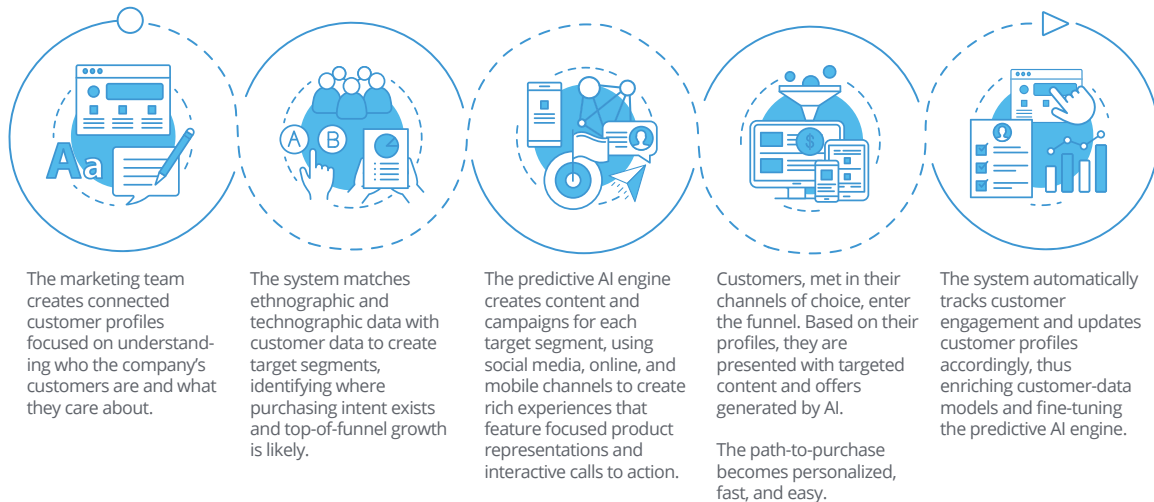 Aa
A
B
$
The marketing team
creates connected
customer profiles
focused on understand-
ing who the company's
customers are and what
they care about.
The system matches
ethnographic and
technographic data with
customer data to create
target segments,
identifying where
purchasing intent exists
and top-of-funnel growth
is likely.
The predictive AI engine
creates content and
campaigns for each
target segment, using
social media, online, and
mobile channels to create
rich experiences that
feature focused product
representations and
interactive calls to action.
Customers, met in their
channels of choice, enter
the funnel. Based on their
profiles, they are
presented with targeted
content and offers
generated by AI.
The path-to-purchase
becomes personalized,
fast, and easy.
The system automatically
tracks customer
engagement and updates
customer profiles
accordingly, thus
enriching customer-data
models and fine-tuning
the predictive AI engine.